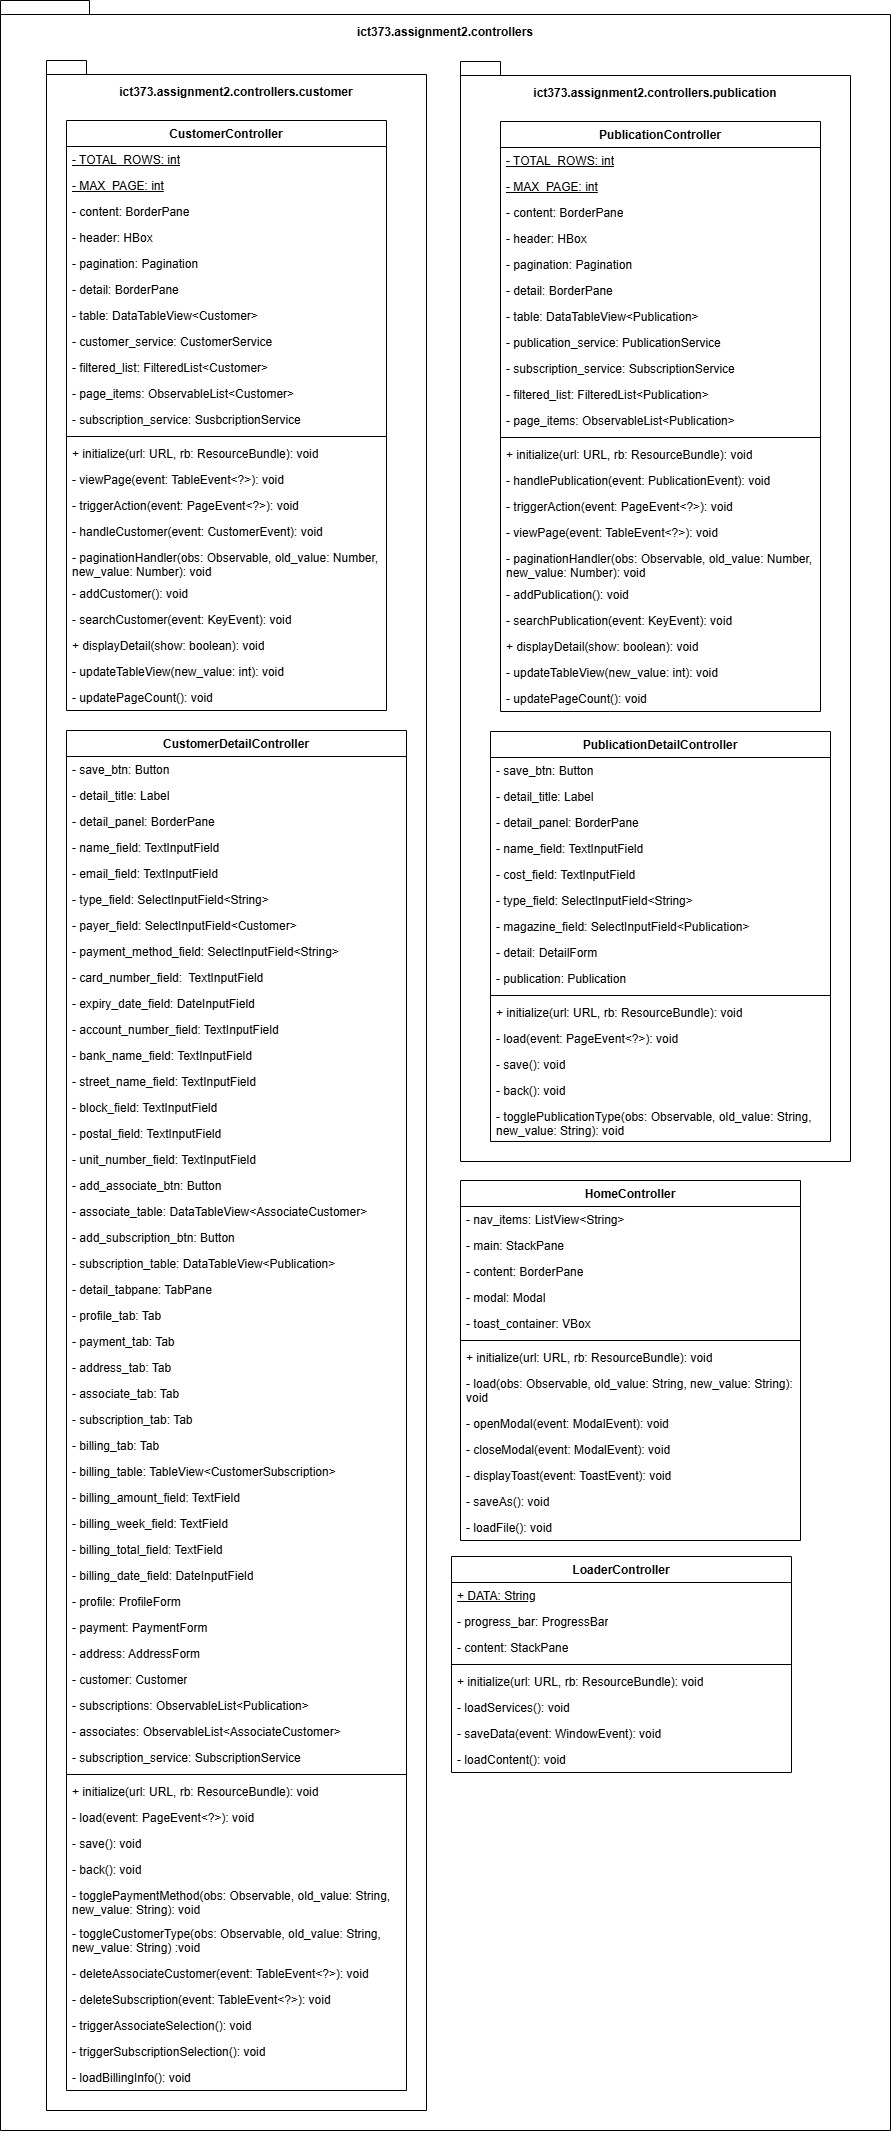 ict373.assignment2.controllers
ict373.assignment2.controllers.customer
CustomerController
- TOTAL_ROWS: int
- MAX_PAGE: int
- content: BorderPane
- header: HBox
- pagination: Pagination
- detail: BorderPane
- table: DataTableView<Customer>
- customer_service: CustomerService
- filtered_list: FilteredList<Customer>
- page_items: ObservableList<Customer>
- subscription_service: SusbcriptionService
+ initialize(url: URL, rb: ResourceBundle): void
- viewPage(event: TableEvent<?>): void
- triggerAction(event: PageEvent<?>): void
- handleCustomer(event: CustomerEvent): void
- paginationHandler(obs: Observable, old_value: Number,
new_value: Number): void
- addCustomer(): void
- searchCustomer(event: KeyEvent): void
+ displayDetail(show: boolean): void
- updateTableView(new_value: int): void
- updatePageCount(): void
CustomerDetailController
- save_btn: Button
- detail_title: Label
- detail_panel: BorderPane
- name_field: TextInputField
- email_field: TextInputField
- type_field: SelectInputField<String>
- payer_field: SelectInputField<Customer>
- payment_method_field: SelectInputField<String>
- card_number_field:  TextInputField
- expiry_date_field: DateInputField
- account_number_field: TextInputField
- bank_name_field: TextInputField
- street_name_field: TextInputField
- block_field: TextInputField
- postal_field: TextInputField
- unit_number_field: TextInputField
- add_associate_btn: Button
- associate_table: DataTableView<AssociateCustomer>
- add_subscription_btn: Button
- subscription_table: DataTableView<Publication>
- detail_tabpane: TabPane
- profile_tab: Tab
- payment_tab: Tab
- address_tab: Tab
- associate_tab: Tab
- subscription_tab: Tab
- billing_tab: Tab
- billing_table: TableView<CustomerSubscription>
- billing_amount_field: TextField
- billing_week_field: TextField
- billing_total_field: TextField
- billing_date_field: DateInputField
- profile: ProfileForm
- payment: PaymentForm
- address: AddressForm
- customer: Customer
- subscriptions: ObservableList<Publication>
- associates: ObservableList<AssociateCustomer>
- subscription_service: SubscriptionService
+ initialize(url: URL, rb: ResourceBundle): void
- load(event: PageEvent<?>): void
- save(): void
- back(): void
- togglePaymentMethod(obs: Observable, old_value: String,
new_value: String): void
- toggleCustomerType(obs: Observable, old_value: String,
new_value: String) :void
- deleteAssociateCustomer(event: TableEvent<?>): void
- deleteSubscription(event: TableEvent<?>): void
- triggerAssociateSelection(): void
- triggerSubscriptionSelection(): void
- loadBillingInfo(): void
ict373.assignment2.controllers.publication
PublicationController
- TOTAL_ROWS: int
- MAX_PAGE: int
- content: BorderPane
- header: HBox
- pagination: Pagination
- detail: BorderPane
- table: DataTableView<Publication>
- publication_service: PublicationService
- subscription_service: SubscriptionService
- filtered_list: FilteredList<Publication>
- page_items: ObservableList<Publication>
+ initialize(url: URL, rb: ResourceBundle): void
- handlePublication(event: PublicationEvent): void
- triggerAction(event: PageEvent<?>): void
- viewPage(event: TableEvent<?>): void
- paginationHandler(obs: Observable, old_value: Number,
new_value: Number): void
- addPublication(): void
- searchPublication(event: KeyEvent): void
+ displayDetail(show: boolean): void
- updateTableView(new_value: int): void
- updatePageCount(): void
PublicationDetailController
- save_btn: Button
- detail_title: Label
- detail_panel: BorderPane
- name_field: TextInputField
- cost_field: TextInputField
- type_field: SelectInputField<String>
- magazine_field: SelectInputField<Publication>
- detail: DetailForm
- publication: Publication
+ initialize(url: URL, rb: ResourceBundle): void
- load(event: PageEvent<?>): void
- save(): void
- back(): void
- togglePublicationType(obs: Observable, old_value: String,
new_value: String): void
HomeController
- nav_items: ListView<String>
- main: StackPane
- content: BorderPane
- modal: Modal
- toast_container: VBox
+ initialize(url: URL, rb: ResourceBundle): void
- load(obs: Observable, old_value: String, new_value: String):
void
- openModal(event: ModalEvent): void
- closeModal(event: ModalEvent): void
- displayToast(event: ToastEvent): void
- saveAs(): void
- loadFile(): void
LoaderController
+ DATA: String
- progress_bar: ProgressBar
- content: StackPane
+ initialize(url: URL, rb: ResourceBundle): void
- loadServices(): void
- saveData(event: WindowEvent): void
- loadContent(): void